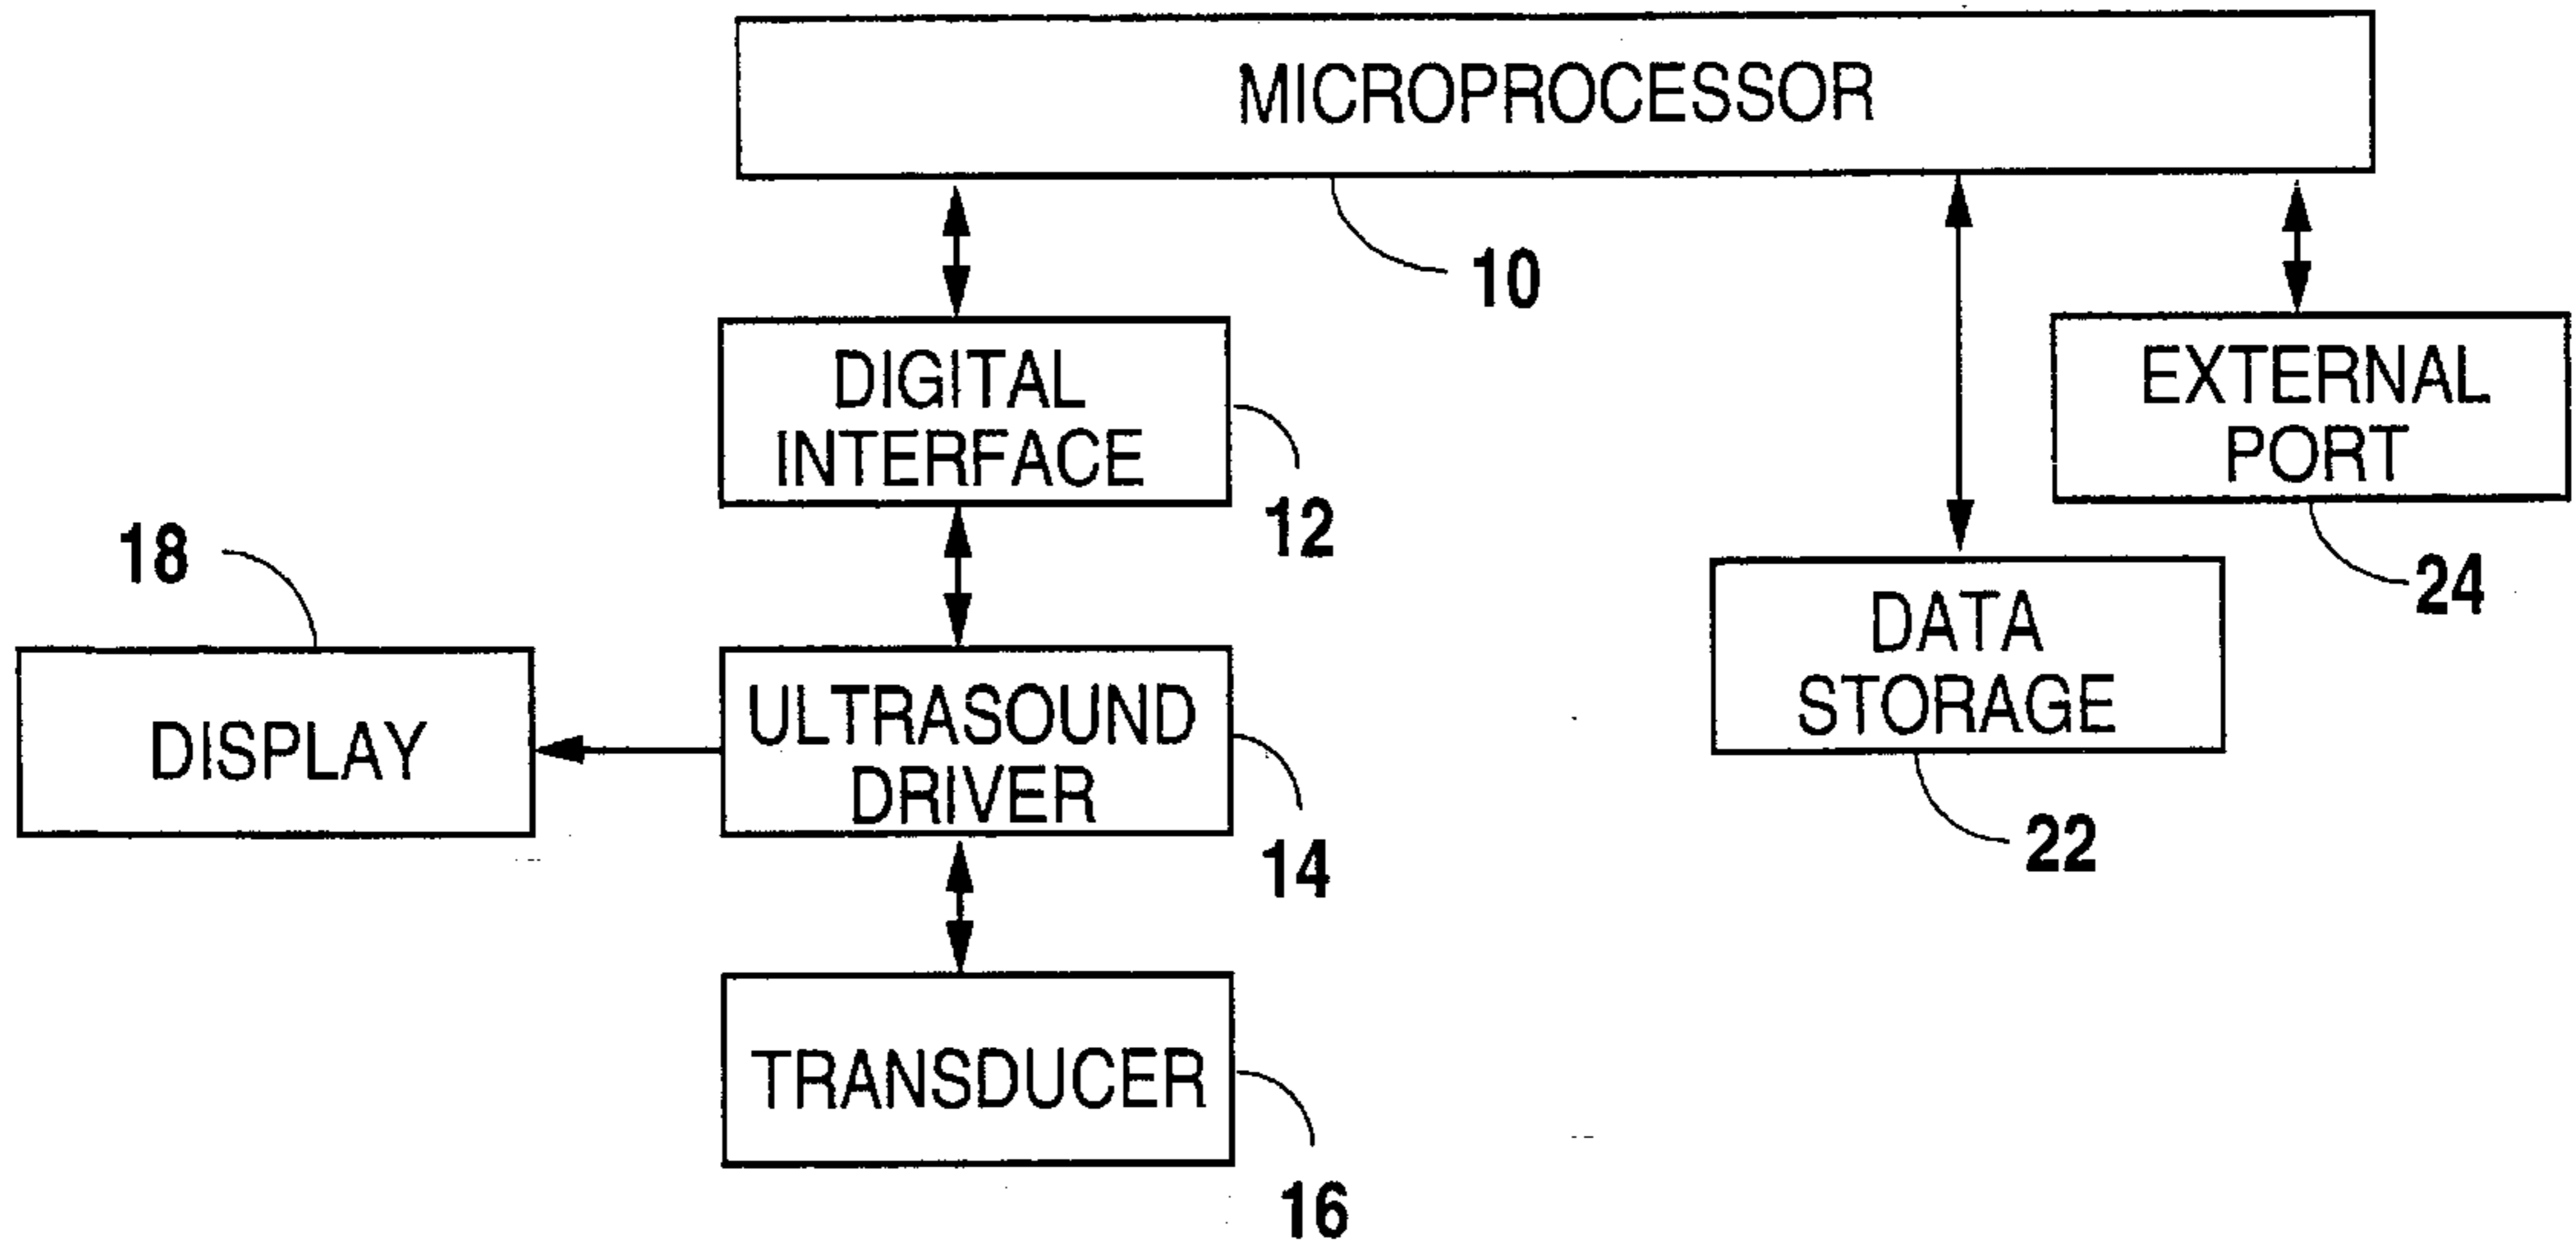 MICROPROCESSOR
10
DIGITAL
INTERFACE
12
EXTERNAL
PORT
24
18
DISPLAY
ULTRASOUND
DRIVER
14
DATA
STORAGE
22
TRANSDUCER
16